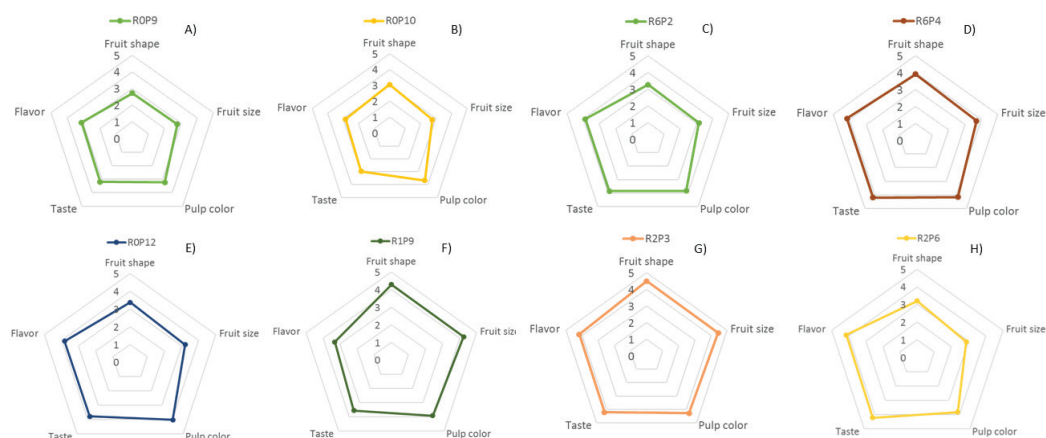 R0P9
A)
Fruit shape
5
4
3
2
1
0
Fruit size
Pulp color
Taste
Flavor
R0P10
B)
Fruit shape
5
4
3
2
1
0
Fruit size
Pulp color
Taste
Flavor
R6P2
C)
Fruit shape
5
4
3
2
1
0
Fruit size
Pulp color
Taste
Flavor
R6P4
D)
Fruit shape
5
4
3
2
1
0
Fruit size
Pulp color
Taste
Flavor
R0P12
E)
Fruit shape
5
4
3
2
1
0
Fruit size
Pulp color
Taste
Flavor
R1P9
F)
Fruit shape
5
4
3
2
1
0
Fruit size
Pulp color
Taste
Flavor
R2P3
G)
Fruit shape
5
4
3
2
1
0
Fruit size
Pulp color
Taste
Flavor
R2P6
H)
Fruit shape
5
4
3
2
1
0
Fruit size
Pulp color
Taste
Flavor